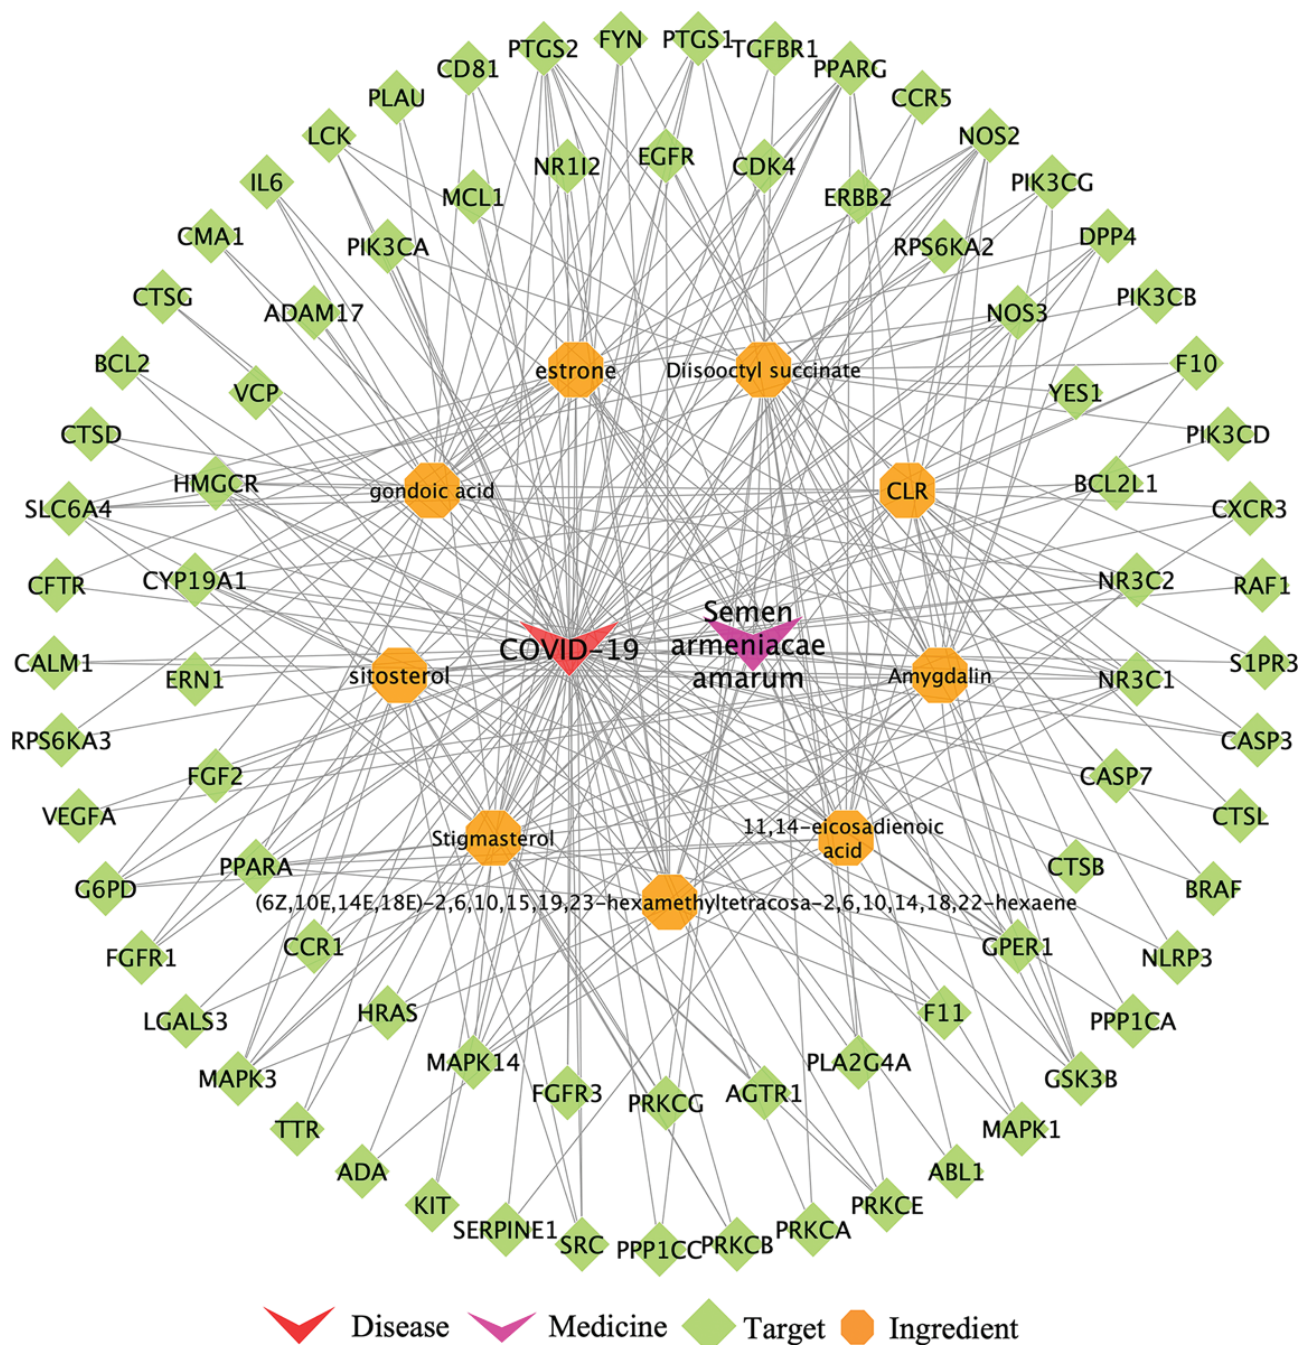 FYN
PTGS1
TGFBR1
PTGS2
CD81
PPARG
PLAU
CCR5
LCK
NOS2
NR1I2
EGFR
CDK4
IL6
MCL1
ERBB2
PIK3CG
CMA1
PIK3CA
RPS6KA2
DPP4
CTSG
ADAM17
NOS3
PIK3CB
BCL2
estrone
Diisooctyl succinate
F10
VCP
YES1
CTSD
PIK3CD
HMGCR
gondoic acid
CLR
BCL2L1
SLC6A4
CXCR3
CFTR
CYP19A1
NR3C2
RAF1
Semen
armeniacae
amarum
COVID-19
CALM1
ERN1
sitosterol
Amygdalin
NR3C1
S1PR3
RPS6KA3
CASP3
FGF2
CASP7
VEGFA
CTSL
Stigmasterol
11,14-eicosadienoic
acid
G6PD
PPARA
CTSB
BRAF
(6Z,10E,14E,18E)-2,6,10,15,19,23-hexamethyltetracosa-2,6,10,14,18,22-hexaene
FGFR1
CCR1
GPER1
NLRP3
LGALS3
HRAS
F11
PPP1CA
MAPK3
MAPK14
FGFR3
PRKCG
AGTR1
PLA2G4A
GSK3B
TTR
MAPK1
ADA
ABL1
KIT
PRKCE
SERPINE1
SRC
PPP1CC
PRKCB
PRKCA
Disease
Medicine
Target
Ingredient